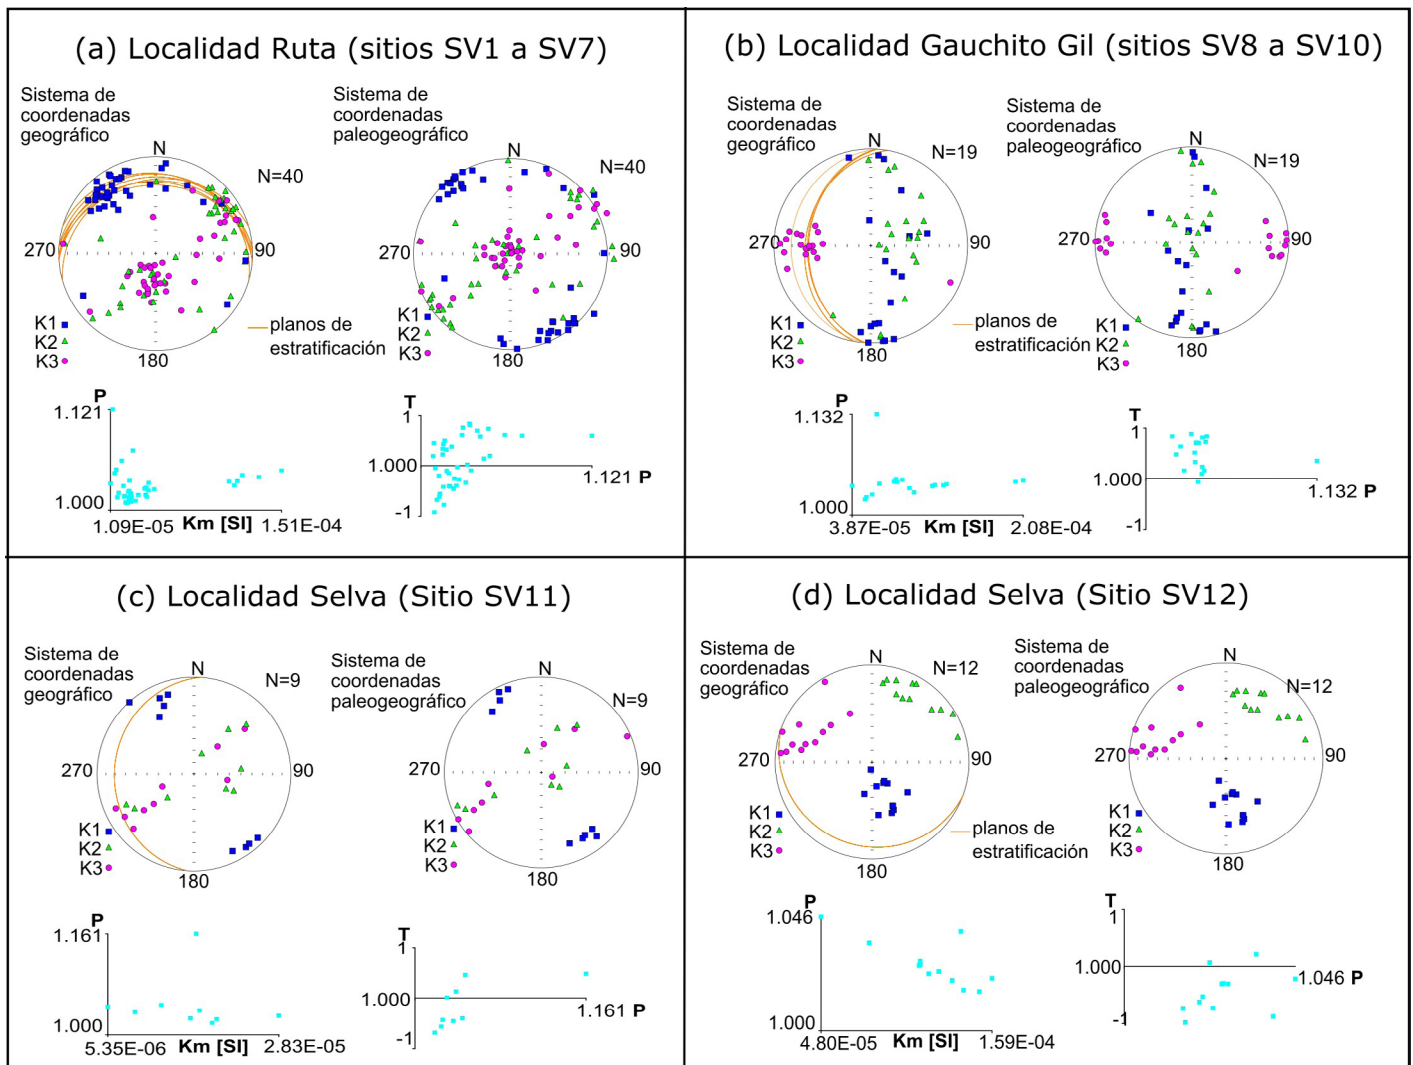 (a) Localidad Ruta (sitios SV1 a SV7)
Sistema de
coordenadas
geográfico
N
N=40
270
90
180
K1
K2
K3
planos de
estratificación
Sistema de
coordenadas
paleogeográfico
N
N=40
270
90
180
K1
K2
K3
P
1.121
1.000
1.09E-05
Km [SI]
1.51E-04
T
1
1.000
-1
1.121 P
(b) Localidad Gauchito Gil (sitios SV8 a SV10)
Sistema de
coordenadas
geográfico
N
N=19
270
90
180
K1
K2
K3
planos de
estratificación
Sistema de
coordenadas
paleogeográfico
N
N=19
270
90
180
K1
K2
K3
P
1.132
1.000
3.87E-05
Km [SI]
2.08E-04
T
1
1.000
-1
1.132 P
(c) Localidad Selva (Sitio SV11)
Sistema de
coordenadas
geográfico
N
N=9
270
90
180
K1
K2
K3
Sistema de
coordenadas
paleogeográfico
N
N=9
270
90
180
K1
K2
K3
P
1.161
1.000
5.35E-06
Km [SI]
2.83E-05
T
1
1.000
-1
1.161 P
(d) Localidad Selva (Sitio SV12)
Sistema de
coordenadas
geográfico
N
N=12
270
90
180
K1
K2
K3
planos de
estratificación
Sistema de
coordenadas
paleogeográfico
N
N=12
270
90
180
K1
K2
K3
P
1.046
1.000
4.80E-05
Km [SI]
1.59E-04
T
1
1.000
-1
1.046 P